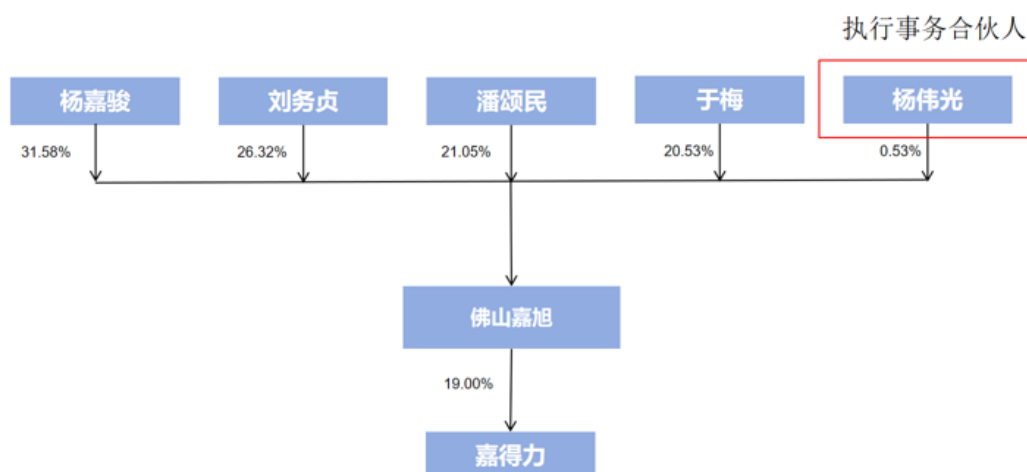 执行事务合伙人
杨嘉骏
刘务贞
潘颂民
于梅
杨伟光
31.58%
26.32%
21.05%
20.53%
0.53%
佛山嘉旭
19.00%
嘉得力